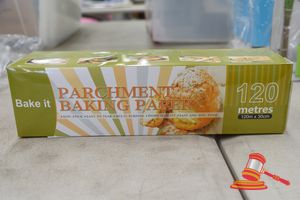 Bake it
PARCHMENT
BAKING PAPER
120
metres
120m x 30cm